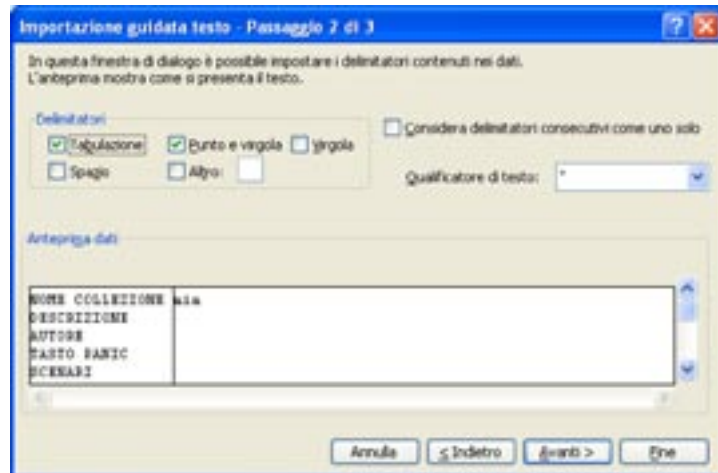 Importazione guidata testo - Passaggio 2 di 3
In questa finestra di dialogo è possibile impostare i delimitatori contenuti nei dati.
L'anteprima mostra come si presenta il testo.
Delimitatori
Tabulazione Punto e virgola Virgola
Spazio Altro:
Considera delimitatori consecutivi come uno solo
Qualificatore di testo: "
Anteprima dati
NOME COLLEZIONE
DESCRIZIONE
AUTORE
TASTO PANIC
SCENARI
Annulla < Indietro Avanti > Fine